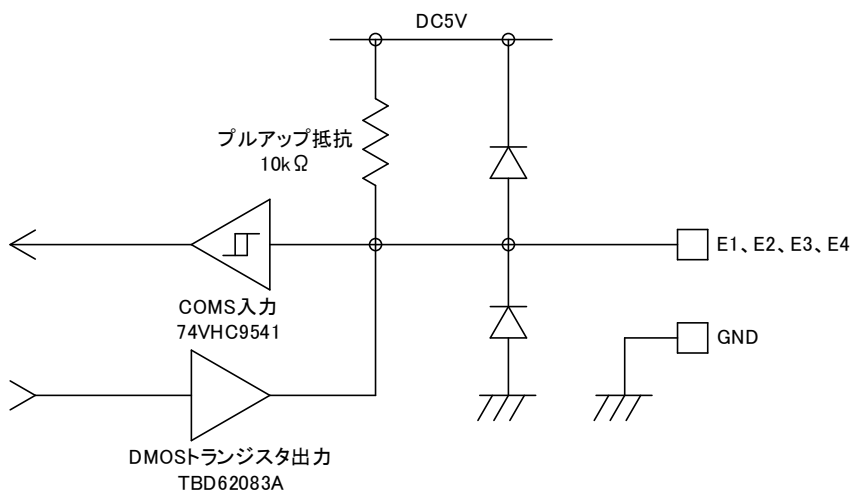 DC5V
プルアップ抵抗
10kΩ
E1、E2、E3、E4
COMS入力
74VHC9541
GND
DMOSトランジスタ出力
TBD62083A